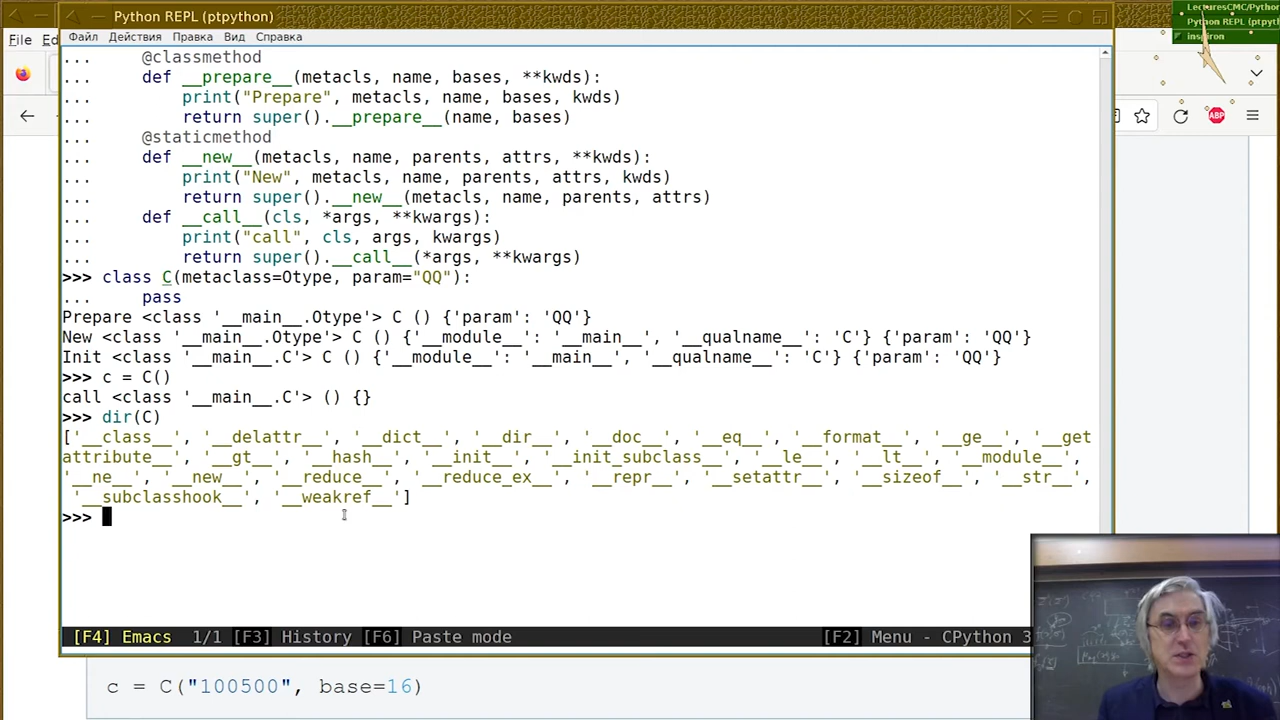 Python REPL (ptpython)
LecturesCMC/Python
Python REPL (ptpy
inspiron
File Ed
Файл Действия Правка Вид Справка
ABP
... @classmethod
... def __prepare__(metacls, name, bases, **kwds):
... print("Prepare", metacls, name, bases, kwds)
... return super().__prepare__(name, bases)
... @staticmethod
... def __new__(metacls, name, parents, attrs, **kwds):
... print("New", metacls, name, parents, attrs, kwds)
... return super().__new__(metacls, name, parents, attrs)
... def __call__(cls, *args, **kwargs):
... print("call", cls, args, kwargs)
... return super().__call__(*args, **kwargs)
>>> class C(metaclass=Otype, param="QQ"):
... pass
Prepare <class '__main__.Otype'> C () {'param': 'QQ'}
New <class '__main__.Otype'> C () {'__module__': '__main__', '__qualname__': 'C'} {'param': 'QQ'}
Init <class '__main__.C'> C () {'__module__': '__main__', '__qualname__': 'C'} {'param': 'QQ'}
>>> c = C()
call <class '__main__.C'> () {}
>>> dir(C)
['__class__', '__delattr__', '__dict__', '__dir__', '__doc__', '__eq__', '__format__', '__ge__', '__get
attribute__', '__gt__', '__hash__', '__init__', '__init_subclass__', '__le__', '__lt__', '__module__',
'__ne__', '__new__', '__reduce__', '__reduce_ex__', '__repr__', '__setattr__', '__sizeof__', '__str__',
'__subclasshook__', '__weakref__']
>>>
[F4] Emacs 1/1 [F3] History [F6] Paste mode [F2] Menu - CPython 3
c = C("100500", base=16)